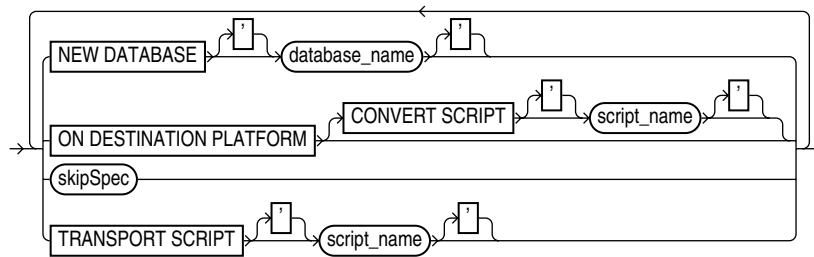 NEW DATABASE ' database_name '
CONVERT SCRIPT ' script_name '
ON DESTINATION PLATFORM
skipSpec
TRANSPORT SCRIPT ' script_name '